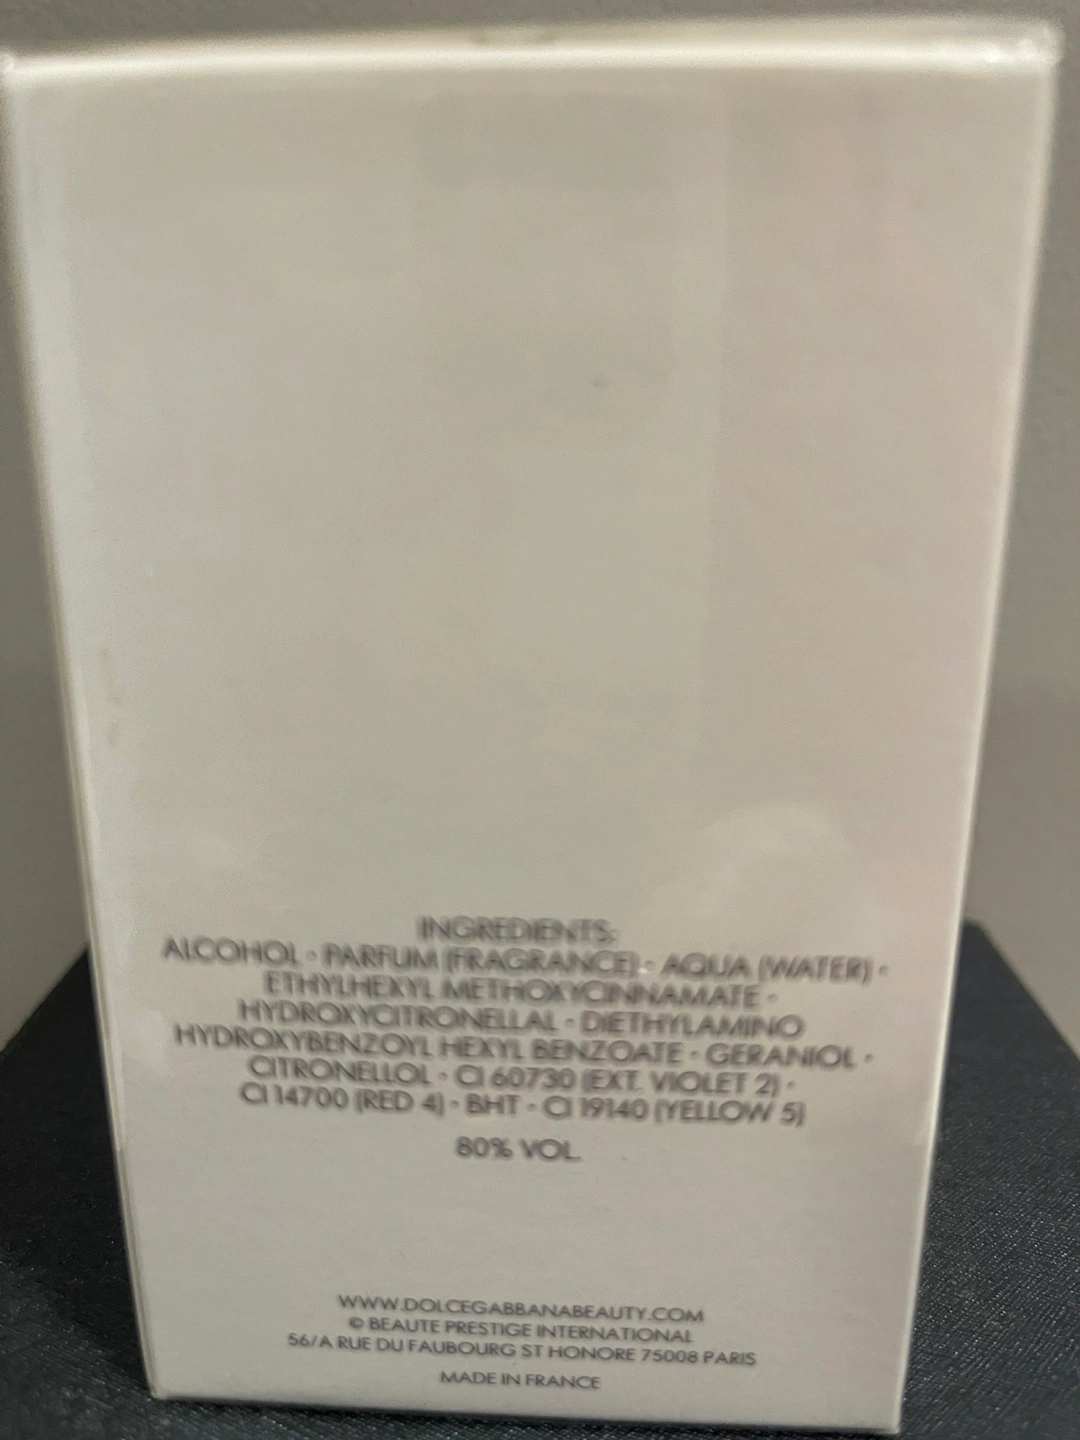 INGREDIENTS:
ALCOHOL • PARFUM (FRAGRANCE) • AQUA (WATER) •
ETHYLHEXYL METHOXYCINNAMATE •
HYDROXYCITRONELLAL • DIETHYLAMINO
HYDROXYBENZOYL HEXYL BENZOATE • GERANIOL •
CITRONELLOL • CI 60730 (EXT. VIOLET 2) •
CI 14700 (RED 4) • BHT • CI 19140 (YELLOW 5)
80% VOL.
WWW.DOLCEGABBANABEAUTY.COM
© BEAUTE PRESTIGE INTERNATIONAL
56/A RUE DU FAUBOURG ST HONORE 75008 PARIS
MADE IN FRANCE